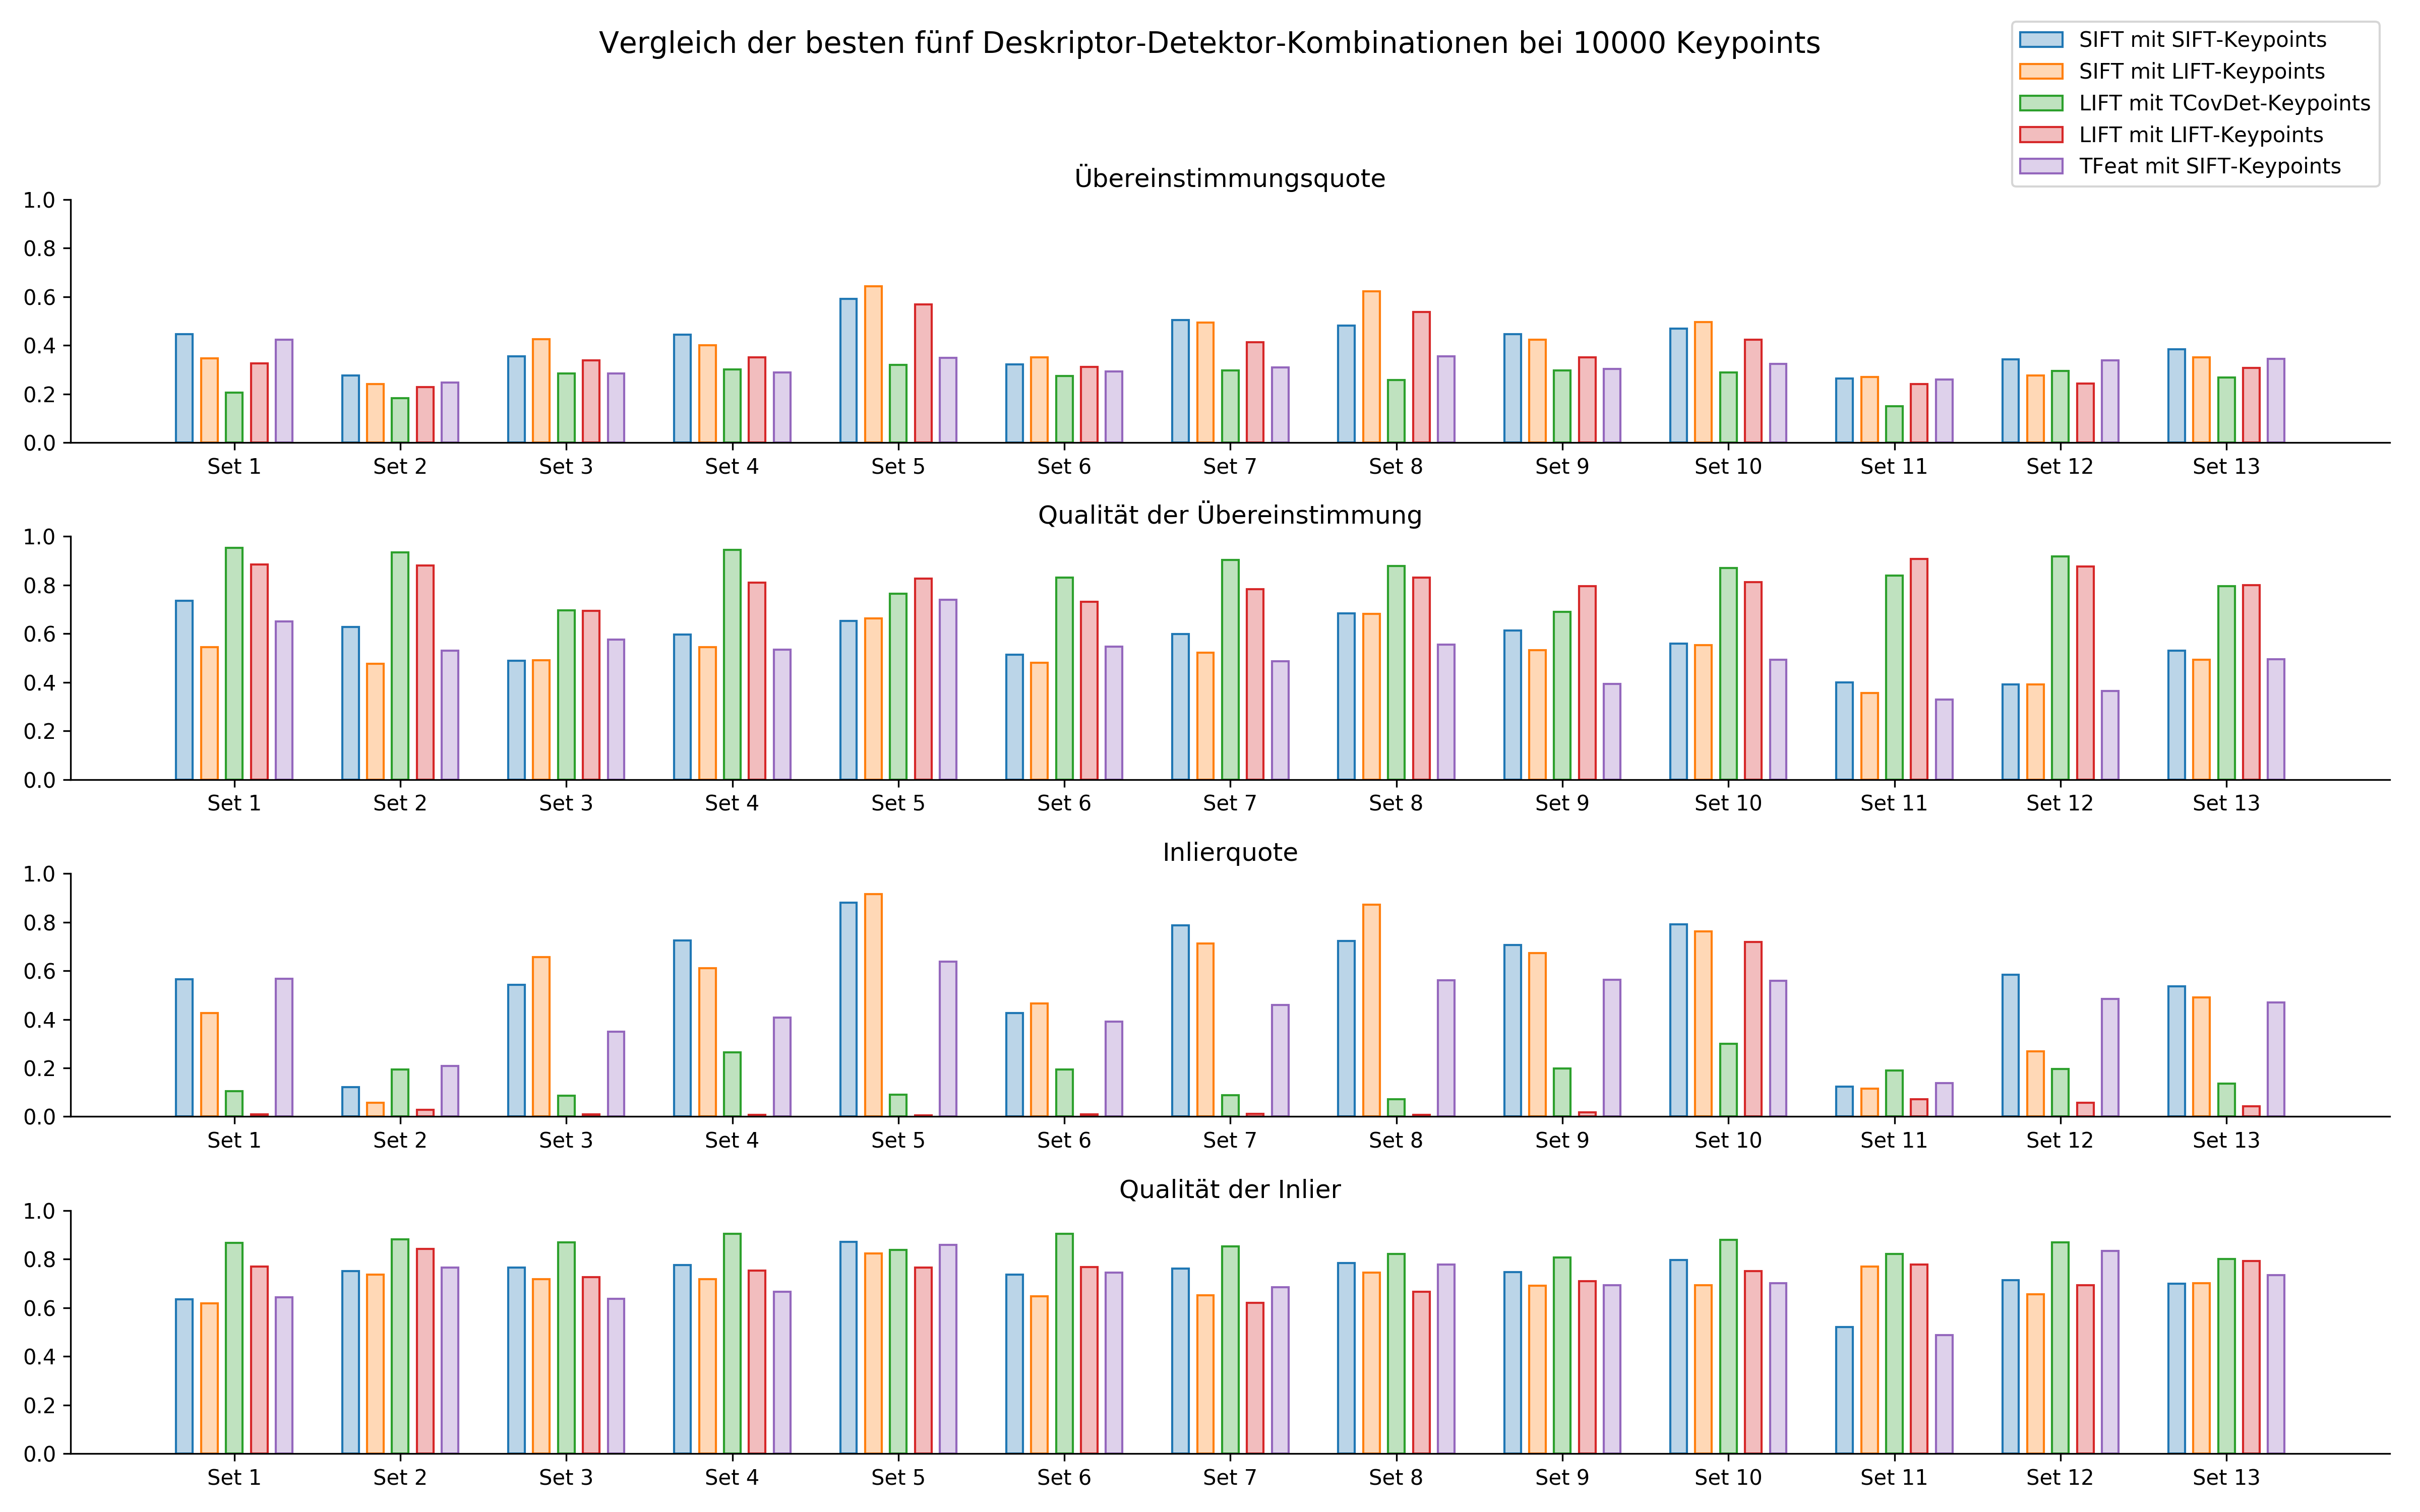 Vergleich der besten fünf Deskriptor-Detektor-Kombinationen bei 10000 Keypoints
SIFT mit SIFT-Keypoints
SIFT mit LIFT-Keypoints
LIFT mit TCovDet-Keypoints
LIFT mit LIFT-Keypoints
TFeat mit SIFT-Keypoints
Übereinstimmungsquote
1.0
0.8
0.6
0.4
0.2
0.0
Set 1 Set 2 Set 3 Set 4 Set 5 Set 6 Set 7 Set 8 Set 9 Set 10 Set 11 Set 12 Set 13
Qualität der Übereinstimmung
1.0
0.8
0.6
0.4
0.2
0.0
Set 1 Set 2 Set 3 Set 4 Set 5 Set 6 Set 7 Set 8 Set 9 Set 10 Set 11 Set 12 Set 13
Inlierquote
1.0
0.8
0.6
0.4
0.2
0.0
Set 1 Set 2 Set 3 Set 4 Set 5 Set 6 Set 7 Set 8 Set 9 Set 10 Set 11 Set 12 Set 13
Qualität der Inlier
1.0
0.8
0.6
0.4
0.2
0.0
Set 1 Set 2 Set 3 Set 4 Set 5 Set 6 Set 7 Set 8 Set 9 Set 10 Set 11 Set 12 Set 13